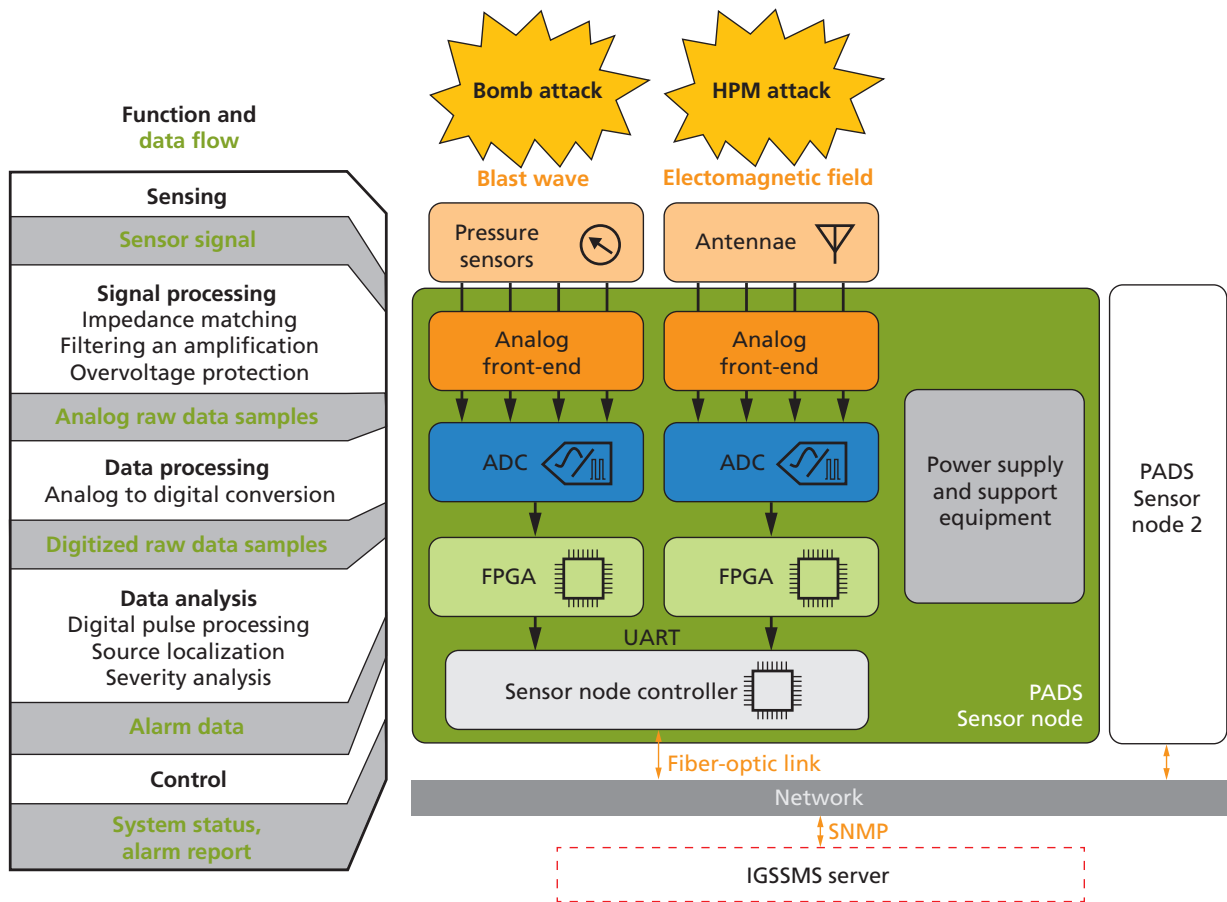 Function and
data flow
Sensing
Sensor signal
Signal processing
Impedance matching
Filtering an amplification
Overvoltage protection
Analog raw data samples
Data processing
Analog to digital conversion
Digitized raw data samples
Data analysis
Digital pulse processing
Source localization
Severity analysis
Alarm data
Control
System status,
alarm report
Bomb attack
HPM attack
Blast wave
Electomagnetic field
Pressure
sensors
Antennae
Analog
front-end
Analog
front-end
ADC
ADC
FPGA
FPGA
UART
Sensor node controller
Power supply
and support
equipment
PADS
Sensor node
PADS
Sensor
node 2
Fiber-optic link
Network
SNMP
IGSSMS server